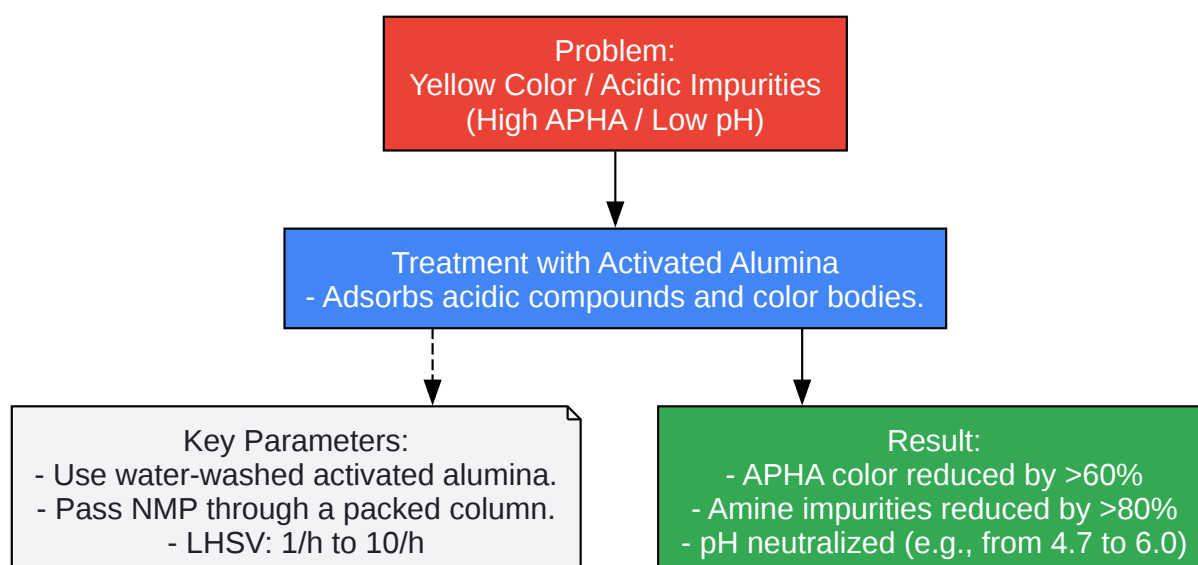 Problem:
Yellow Color / Acidic Impurities
(High APHA / Low pH)
Treatment with Activated Alumina
- Adsorbs acidic compounds and color bodies.
Key Parameters:
- Use water-washed activated alumina.
- Pass NMP through a packed column.
- LHSV: 1/h to 10/h
Result:
- APHA color reduced by >60%
- Amine impurities reduced by >80%
- pH neutralized (e.g., from 4.7 to 6.0)